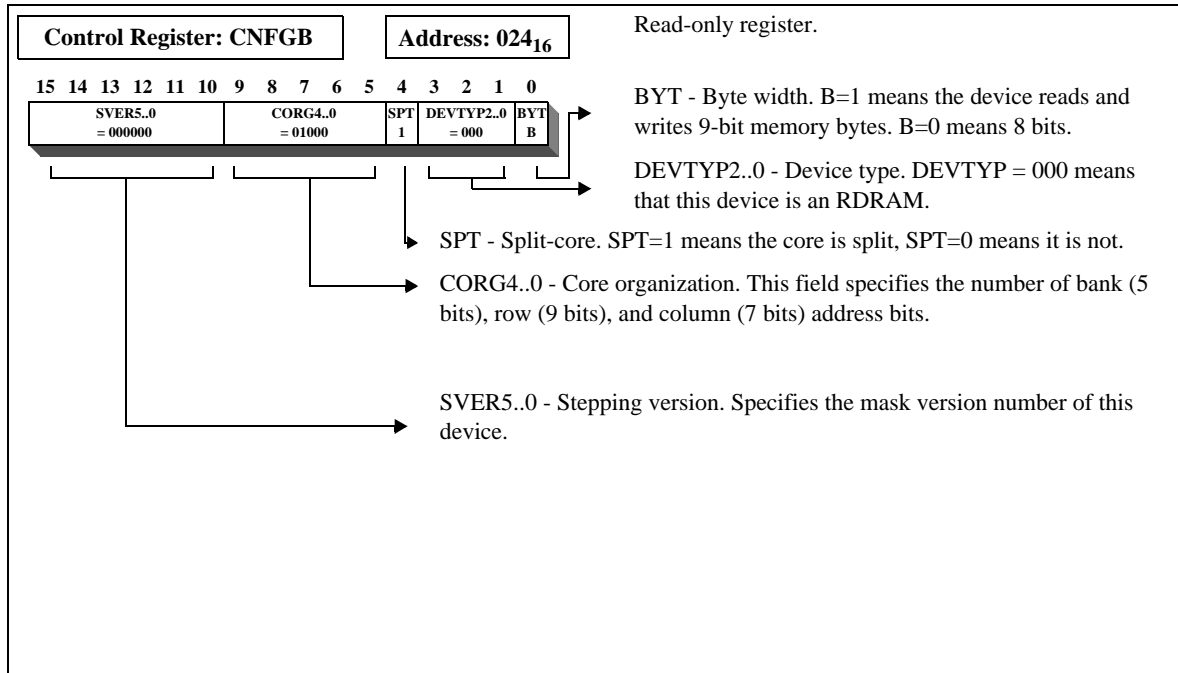 Control Register: CNFGB
Address: 024₁₆
Read-only register.
15 14 13 12 11 10 9 8 7 6 5 4 3 2 1 0
SVER5..0 CORG4..0 SPT DEVTYP2..0 BYT
= 000000 = 01000 1 = 000 B
BYT - Byte width. B=1 means the device reads and
writes 9-bit memory bytes. B=0 means 8 bits.
DEVTYP2..0 - Device type. DEVTYP = 000 means
that this device is an RDRAM.
SPT - Split-core. SPT=1 means the core is split, SPT=0 means it is not.
CORG4..0 - Core organization. This field specifies the number of bank (5
bits), row (9 bits), and column (7 bits) address bits.
SVER5..0 - Stepping version. Specifies the mask version number of this
device.